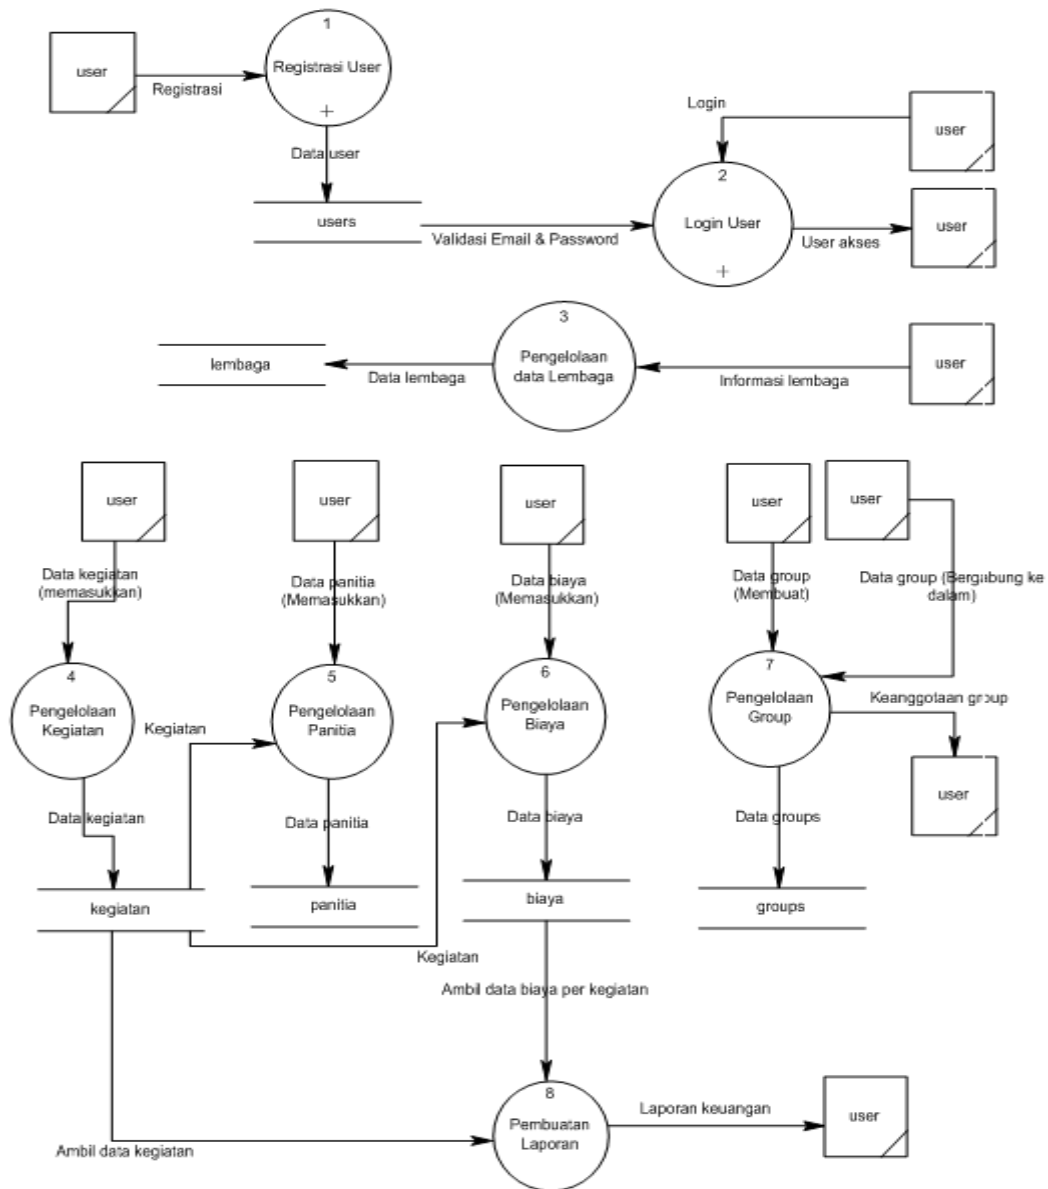 1
user
Registrasi User
Registrasi
+
Data user
users
Login
user
2
Login User
+
Validasi Email & Password
User akses
user
3
Pengelolaan
data Lembaga
lembaga
Data lembaga
Informasi lembaga
user
user
user
user
user
user
Data kegiatan
(memasukkan)
Data panitia
(Memasukkan)
Data biaya
(Memasukkan)
Data group
(Membuat)
Data group (Bergabung ke
dalam)
4
Pengelolaan
Kegiatan
Kegiatan
5
Pengelolaan
Panitia
6
Pengelolaan
Biaya
7
Pengelolaan
Group
Keanggotaan group
user
Data kegiatan
Data panitia
Data biaya
Data groups
kegiatan
panitia
biaya
groups
Kegiatan
Ambil data biaya per kegiatan
8
Pembuatan
Laporan
Laporan keuangan
user
Ambil data kegiatan